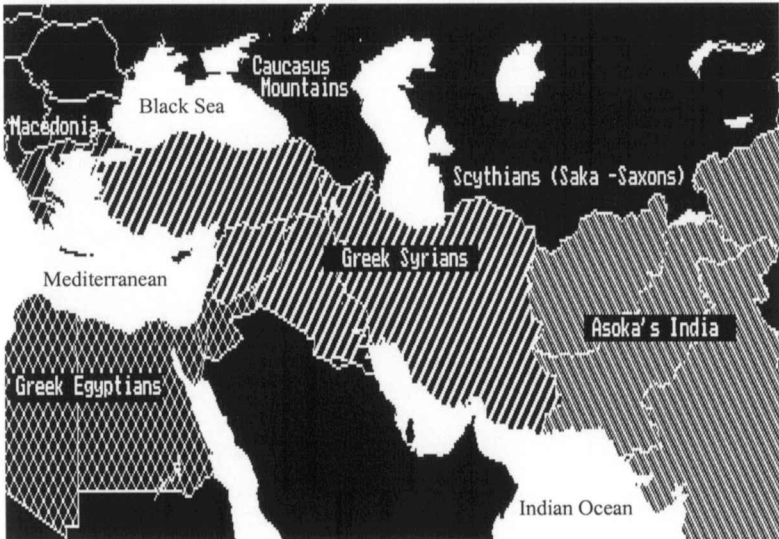 Caucasus
Mountains
Black Sea
Macedonia
Scythians (Saka -Saxons)
Greek Syrians
Mediterranean
Asoka's India
Greek Egyptians
Indian Ocean